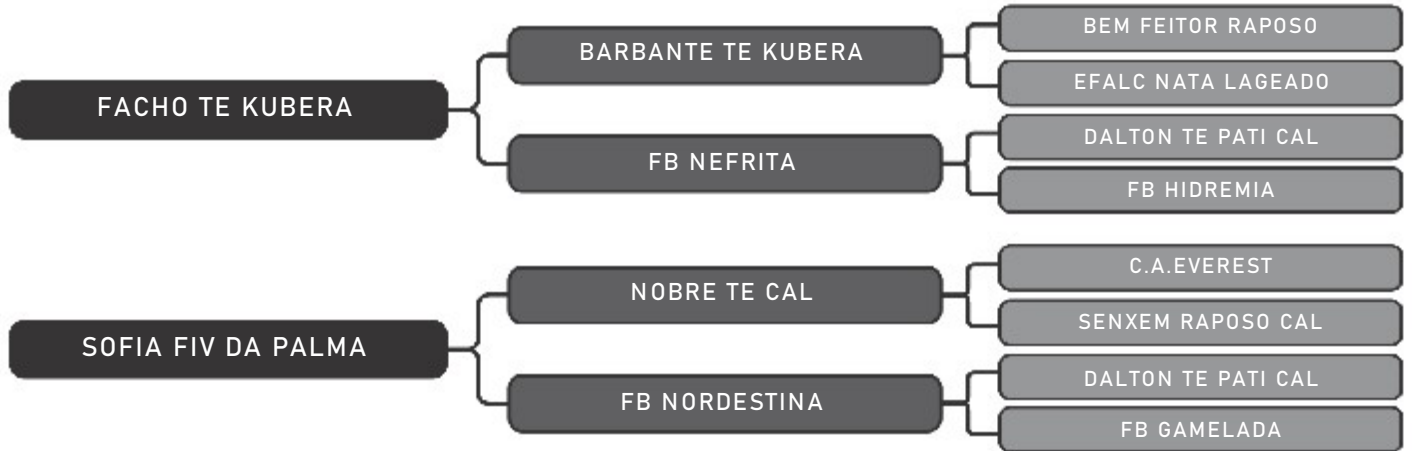 FACHO TE KUBERA
BARBANTE TE KUBERA
BEM FEITOR RAPOSO
EFALC NATA LAGEADO
FB NEFRITA
DALTON TE PATI CAL
FB HIDREMIA
SOFIA FIV DA PALMA
NOBRE TE CAL
C.A.EVEREST
SENXEM RAPOSO CAL
FB NORDESTINA
DALTON TE PATI CAL
FB GAMELADA